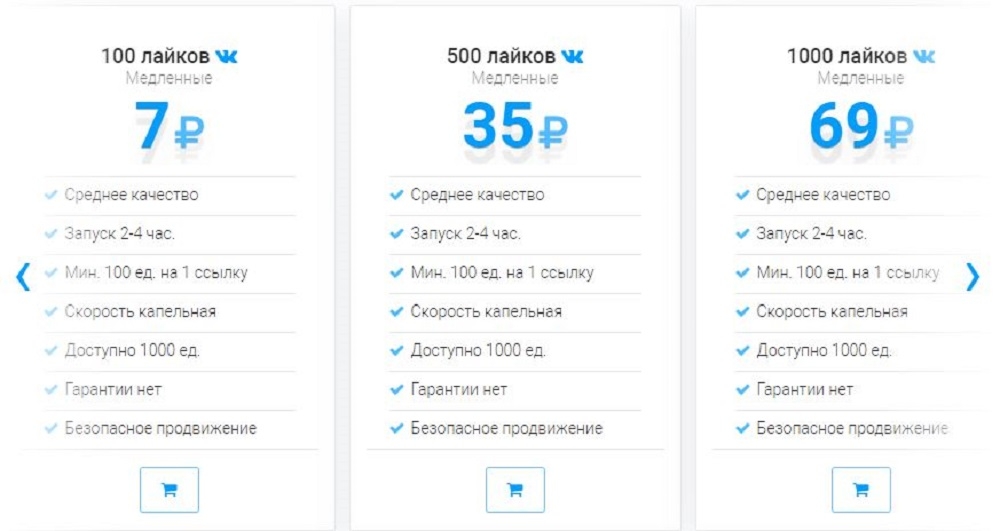 100 лайков
Медленные
7 ₽
Среднее качество
Запуск 2-4 час.
Мин. 100 ед. на 1 ссылку
Скорость капельная
Доступно 1000 ед.
Гарантии нет
Безопасное продвижение
500 лайков
Медленные
35 ₽
Среднее качество
Запуск 2-4 час.
Мин. 100 ед. на 1 ссылку
Скорость капельная
Доступно 1000 ед.
Гарантии нет
Безопасное продвижение
1000 лайков
Медленные
69 ₽
Среднее качество
Запуск 2-4 час.
Мин. 100 ед. на 1 ссылку
Скорость капельная
Доступно 1000 ед.
Гарантии нет
Безопасное продвижение